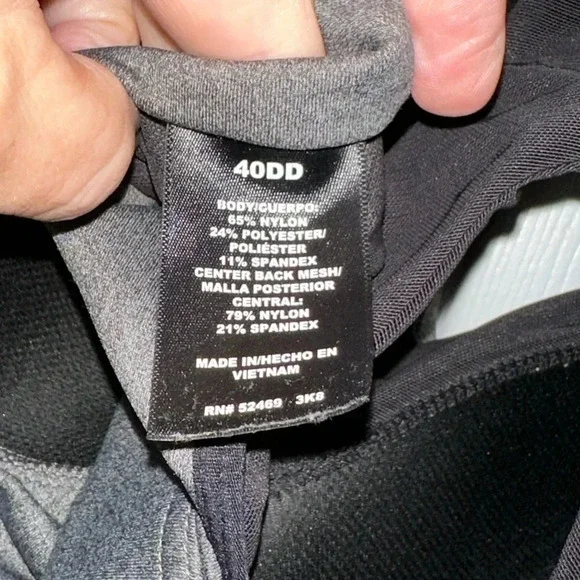 40DD
BODY/CUERPO:
65% NYLON
24% POLYESTER/
POLIÉSTER
11% SPANDEX
CENTER BACK MESH/
MALLA POSTERIOR
CENTRAL:
79% NYLON
21% SPANDEX
MADE IN/HECHO EN
VIETNAM
RN# 52469 3K8